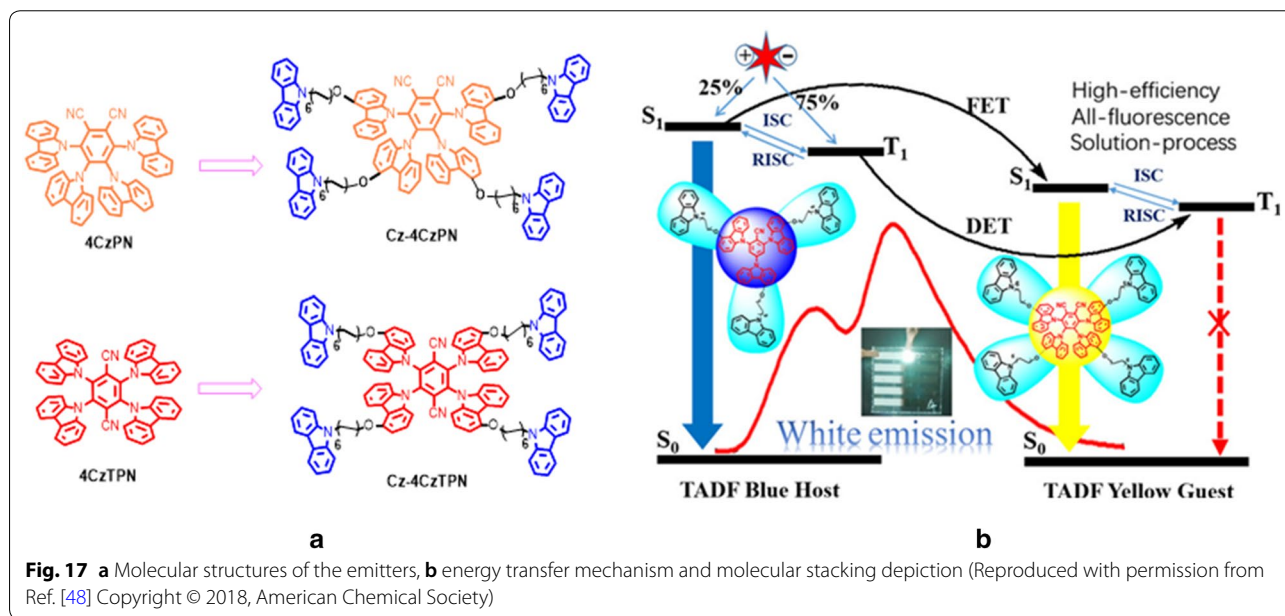 NC CN
N N
N N
4CzPN
N
6
O
NC CN
O
6
N
N N
N N
N
6
O
O
6
N
Cz-4CzPN
CN
N N
N N
CN
4CzTPN
N
6
O
O
6
N
CN
N N
N N
CN
N
6
O
O
6
N
Cz-4CzTPN
a
+ −
25%
75%
S1
ISC
RISC
T1
FET
DET
High-efficiency
All-fluorescence
Solution-process
S1
ISC
RISC
T1
White emission
S0
S0
TADF Blue Host
TADF Yellow Guest
b
Fig. 17 a Molecular structures of the emitters, b energy transfer mechanism and molecular stacking depiction (Reproduced with permission from
Ref. [48] Copyright © 2018, American Chemical Society)